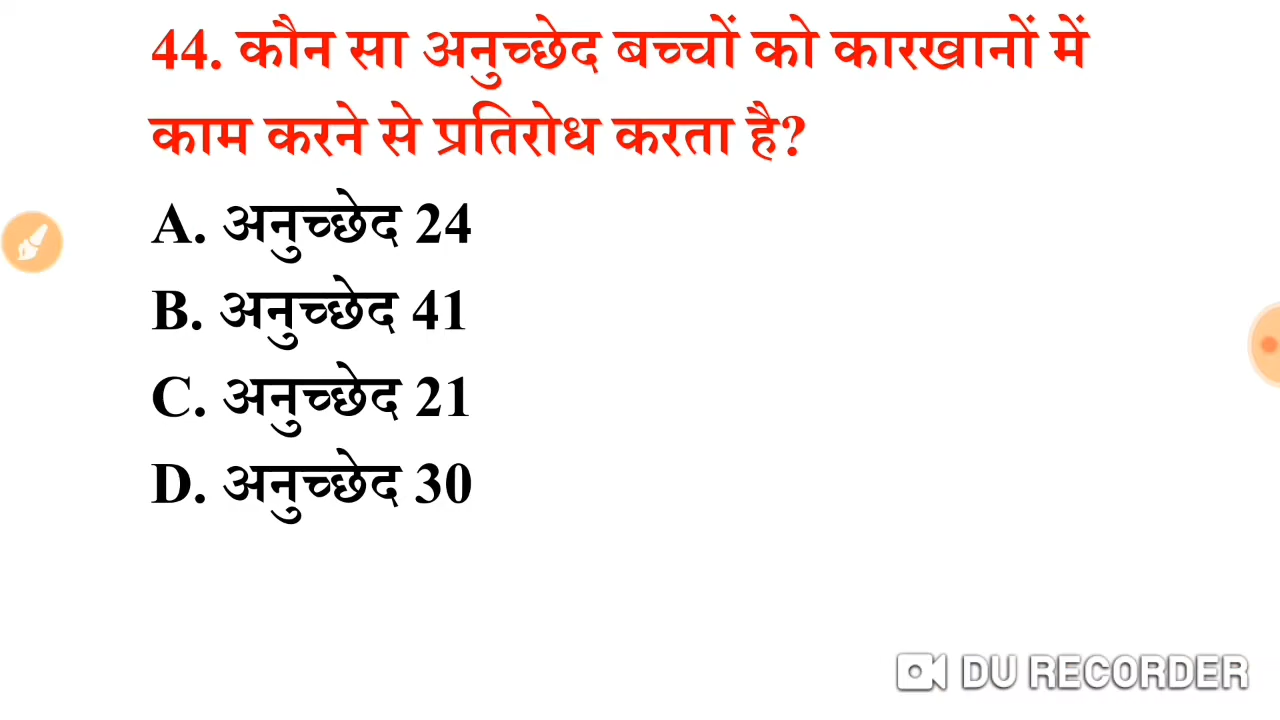 44. कौन सा अनुच्छेद बच्चों को कारखानों में
काम करने से प्रतिरोध करता है?
A. अनुच्छेद 24
B. अनुच्छेद 41
C. अनुच्छेद 21
D. अनुच्छेद 30
DU RECORDER